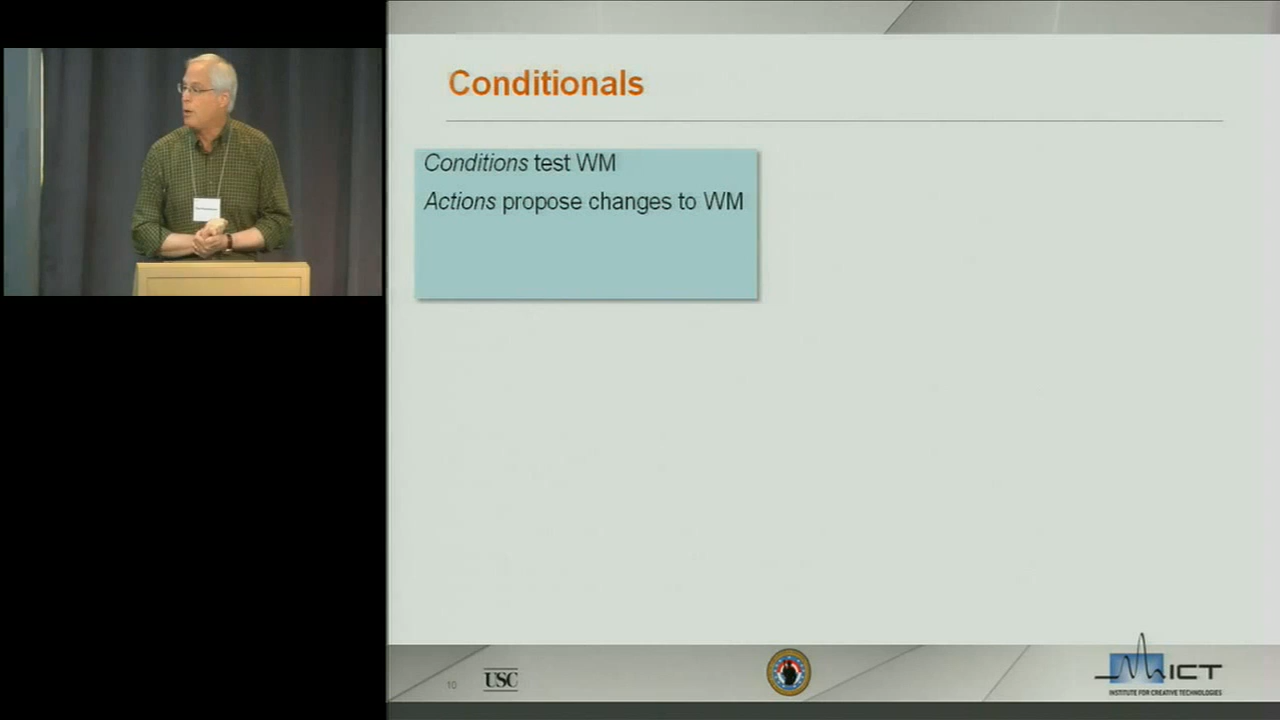 Conditionals
Conditions test WM
Actions propose changes to WM
10
USC
ICT
INSTITUTE FOR CREATIVE TECHNOLOGIES